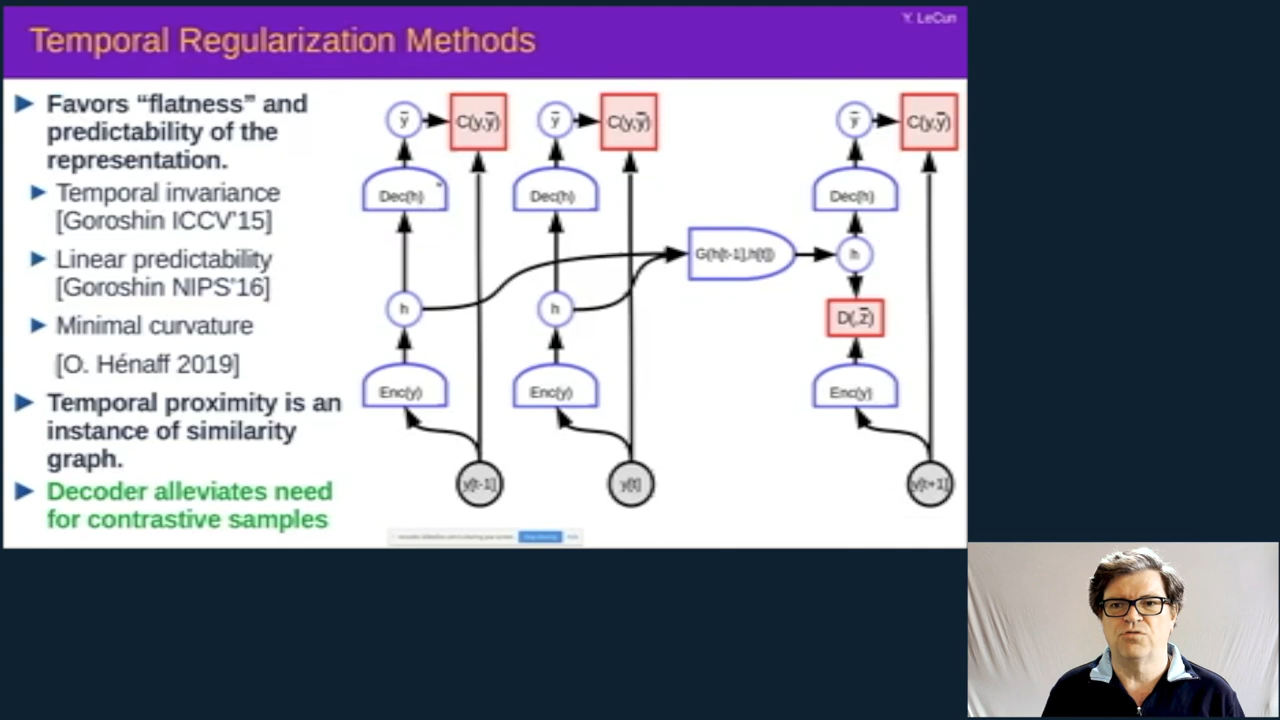 Y. LeCun
Temporal Regularization Methods
Favors “flatness” and
predictability of the
representation.
Temporal invariance
[Goroshin ICCV'15]
Linear predictability
[Goroshin NIPS'16]
Minimal curvature
[O. Hénaff 2019]
Temporal proximity is an
instance of similarity
graph.
Decoder alleviates need
for contrastive samples
ȳ
C(y,ȳ)
ȳ
C(y,ȳ)
ȳ
C(y,ȳ)
Dec(h)
Dec(h)
Dec(h)
G(h[t-1],h[t])
h
h
h
D(,z̄)
Enc(y)
Enc(y)
Enc(y)
y[t-1]
y[t]
y[t+1]